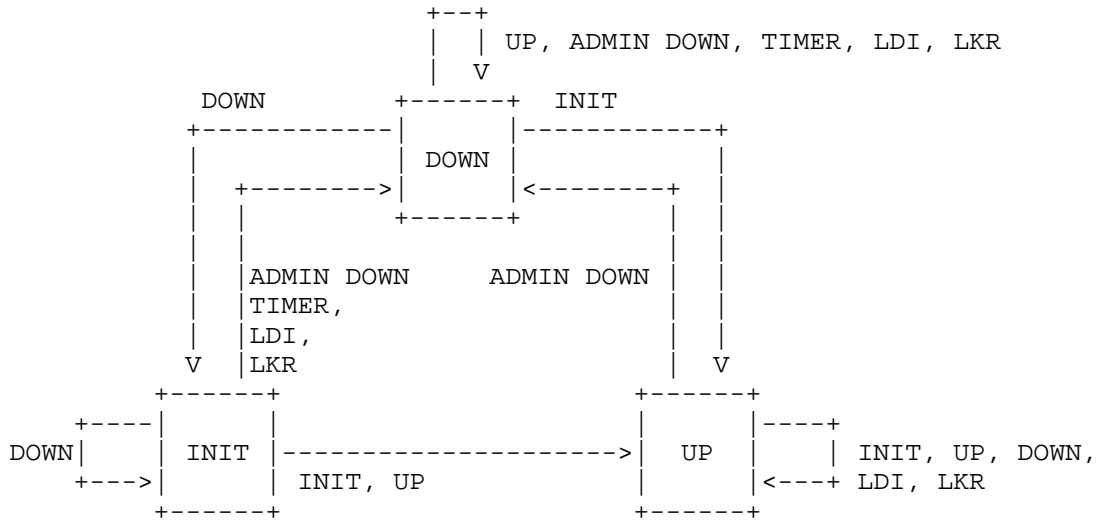 UP, ADMIN DOWN, TIMER, LDI, LKR
DOWN INIT
DOWN
ADMIN DOWN ADMIN DOWN
TIMER,
LDI,
LKR
DOWN INIT UP INIT, UP, DOWN,
INIT, UP LDI, LKR